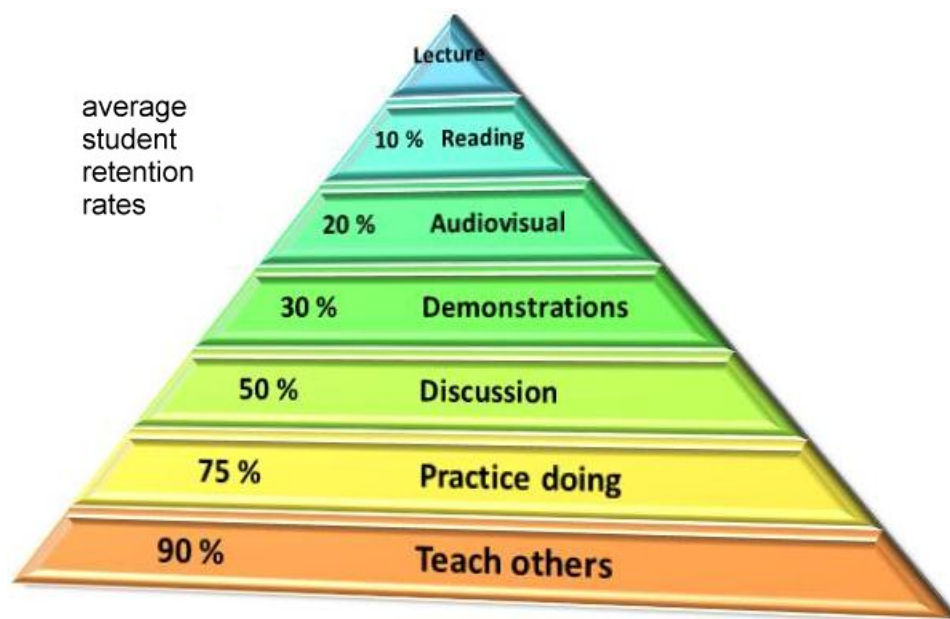 Lecture
average
student
retention
rates
10 % Reading
20 % Audiovisual
30 % Demonstrations
50 % Discussion
75 % Practice doing
90 % Teach others